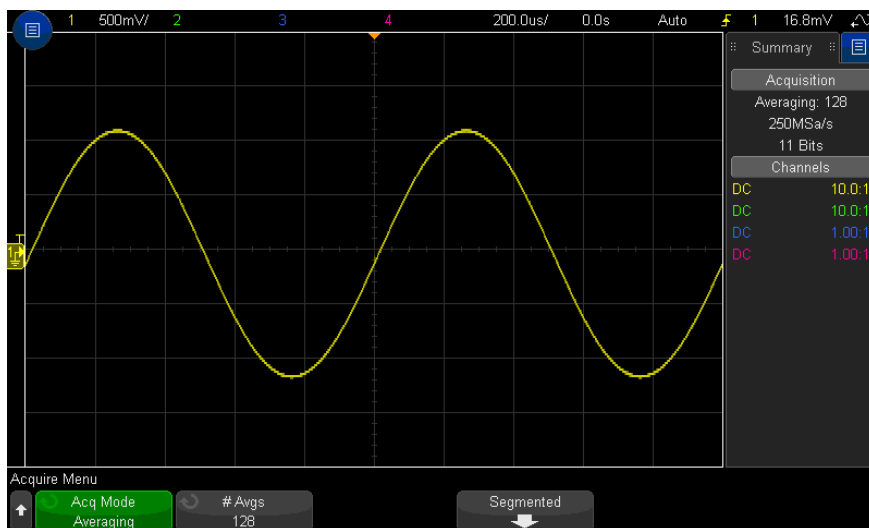 1 500mV/ 2 3 4 200.0us/ 0.0s Auto 1 16.8mV
Summary
Acquisition
Averaging: 128
250MSa/s
11 Bits
Channels
DC 10.0:1
DC 10.0:1
DC 1.00:1
DC 1.00:1
T
1
Acquire Menu
Acq Mode
Averaging
# Avgs
128
Segmented